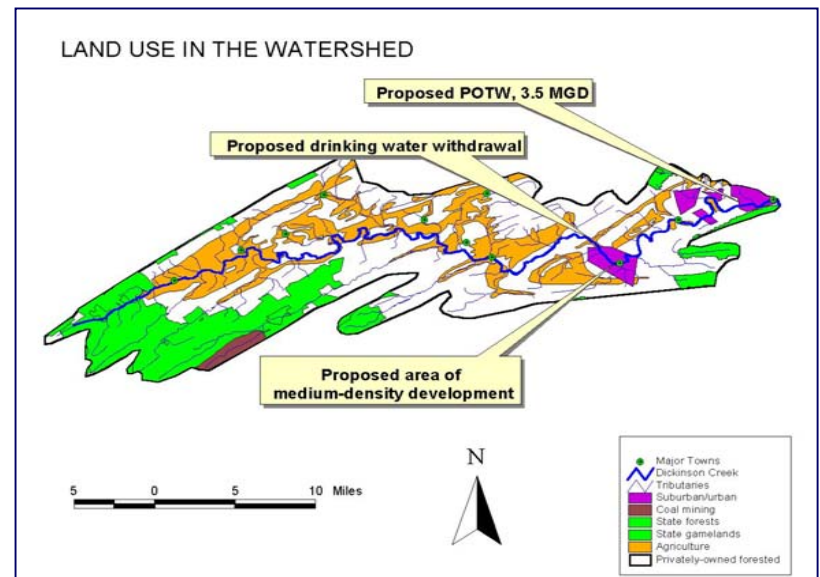 LAND USE IN THE WATERSHED
Proposed POTW, 3.5 MGD
Proposed drinking water withdrawal
Proposed area of
medium-density development
N
5 0 5 10 Miles
Major Towns
Dickinson Creek
Tributaries
Suburban/urban
Coal mining
State forests
State gamelands
Agriculture
Privately-owned forested